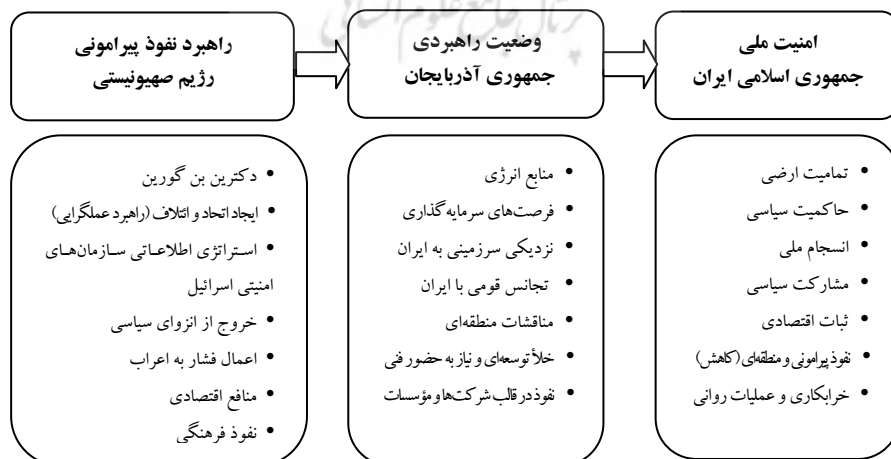 پرتال جامع علوم انسانی
راهبرد نفوذ پیرامونی
رژیم صهیونیستی
وضعیت راهبردی
جمهوری آذربایجان
امنیت ملی
جمهوری اسلامی ایران
• دکترین بن گورین
• ایجاد اتحاد و ائتلاف (راهبرد عملگرایی)
• استراتژی اطلاعاتی سازمان‌های
امنیتی اسرائیل
• خروج از انزوای سیاسی
• اعمال فشار به اعراب
• منافع اقتصادی
• نفوذ فرهنگی
• منابع انرژی
• فرصت‌های سرمایه‌گذاری
• نزدیکی سرزمینی به ایران
• تجانس قومی با ایران
• مناقشات منطقه‌ای
• خلأ توسعه‌ای و نیاز به حضور فنی
• نفوذ در قالب شرکت‌ها و مؤسسات
• تمامیت ارضی
• حاکمیت سیاسی
• انسجام ملی
• مشارکت سیاسی
• ثبات اقتصادی
• نفوذ پیرامونی و منطقه‌ای (کاهش)
• خرابکاری و عملیات روانی